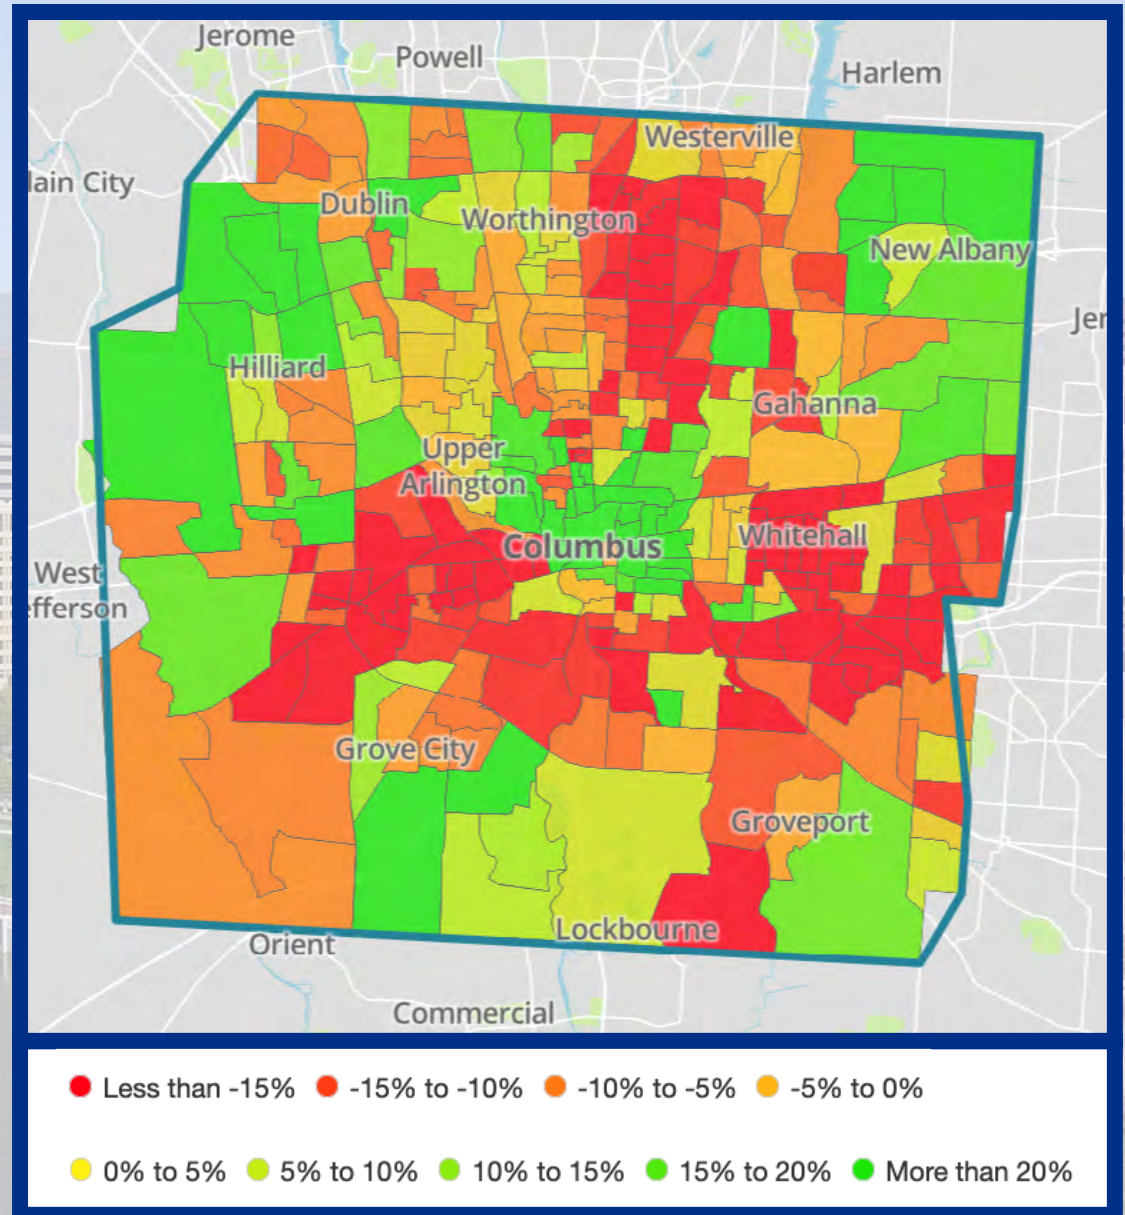 Jerome
Powell
Harlem
Westerville
lain City
Dublin
Worthington
New Albany
Jer
Hilliard
Gahanna
Upper
Arlington
Whitehall
Columbus
West
efferson
Grove City
Groveport
Lockbourne
Orient
Commercial
Less than -15% -15% to -10% -10% to -5% -5% to 0%
0% to 5% 5% to 10% 10% to 15% 15% to 20% More than 20%